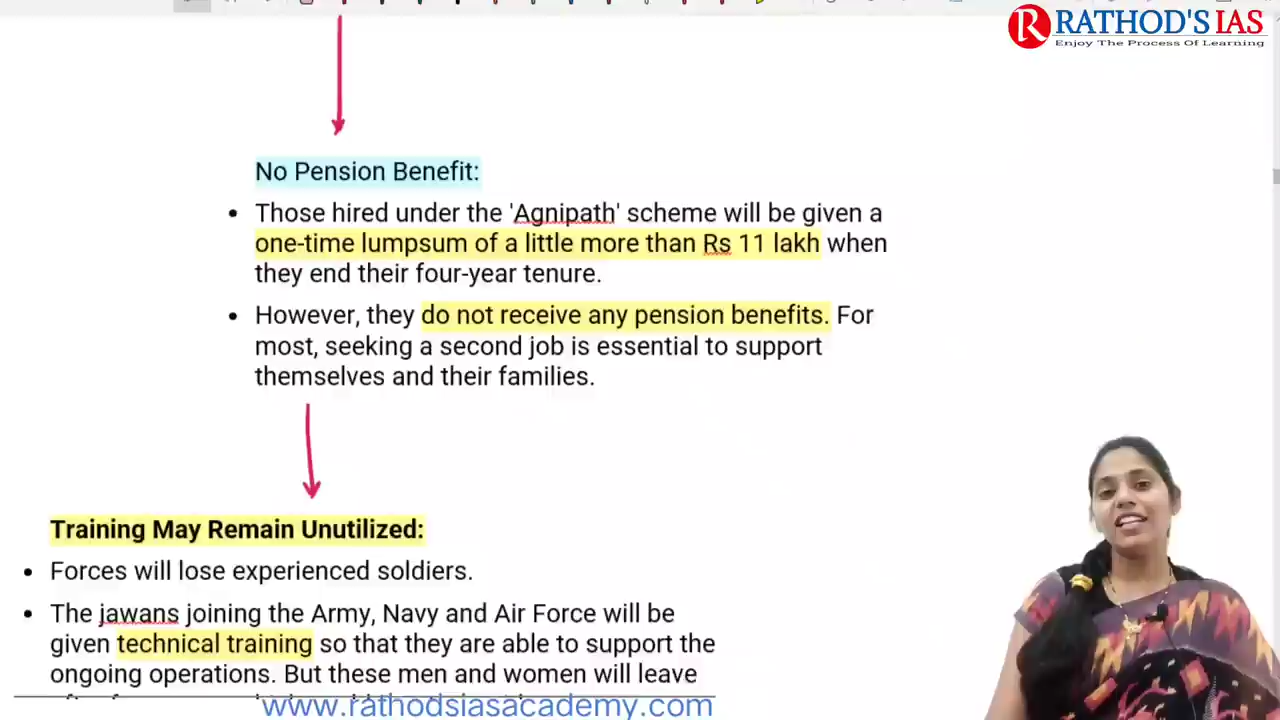 RATHOD'S IAS
Enjoy The Process Of Learning
No Pension Benefit:
• Those hired under the 'Agnipath' scheme will be given a
one-time lumpsum of a little more than Rs 11 lakh when
they end their four-year tenure.
• However, they do not receive any pension benefits. For
most, seeking a second job is essential to support
themselves and their families.
Training May Remain Unutilized:
• Forces will lose experienced soldiers.
• The jawans joining the Army, Navy and Air Force will be
given technical training so that they are able to support the
ongoing operations. But these men and women will leave
www.rathodsiasacademy.com